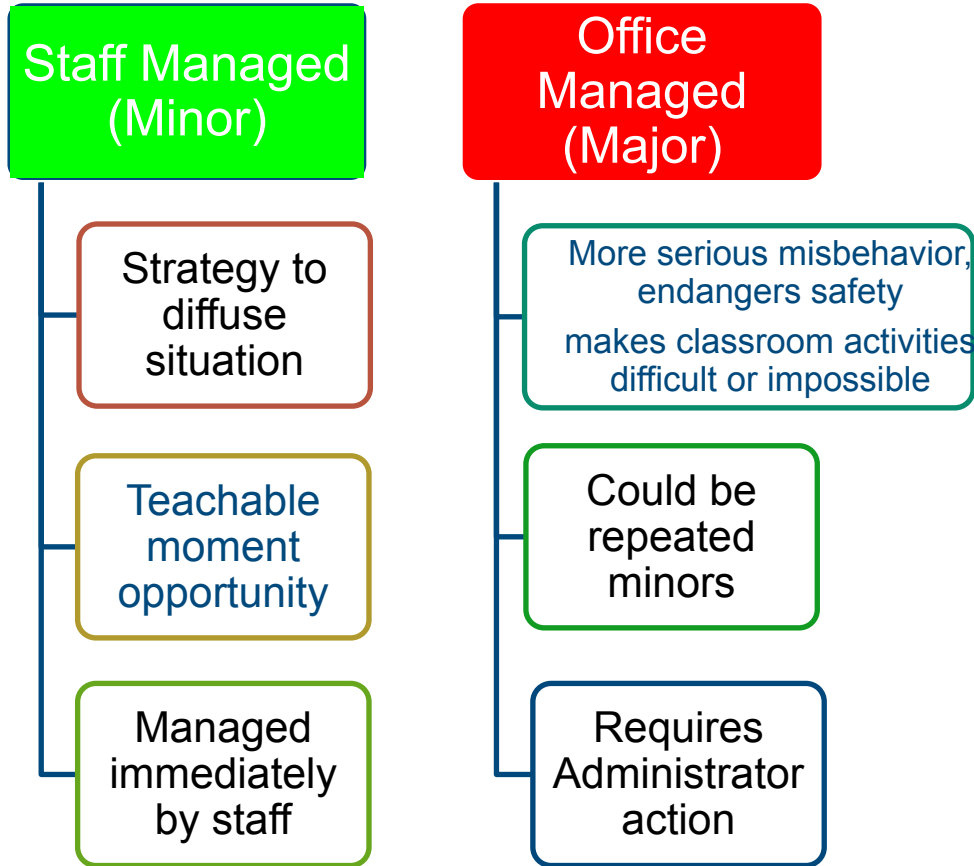 Staff Managed
(Minor)
Strategy to
diffuse
situation
Teachable
moment
opportunity
Managed
immediately
by staff
Office
Managed
(Major)
More serious misbehavior,
endangers safety
makes classroom activities
difficult or impossible
Could be
repeated
minors
Requires
Administrator
action